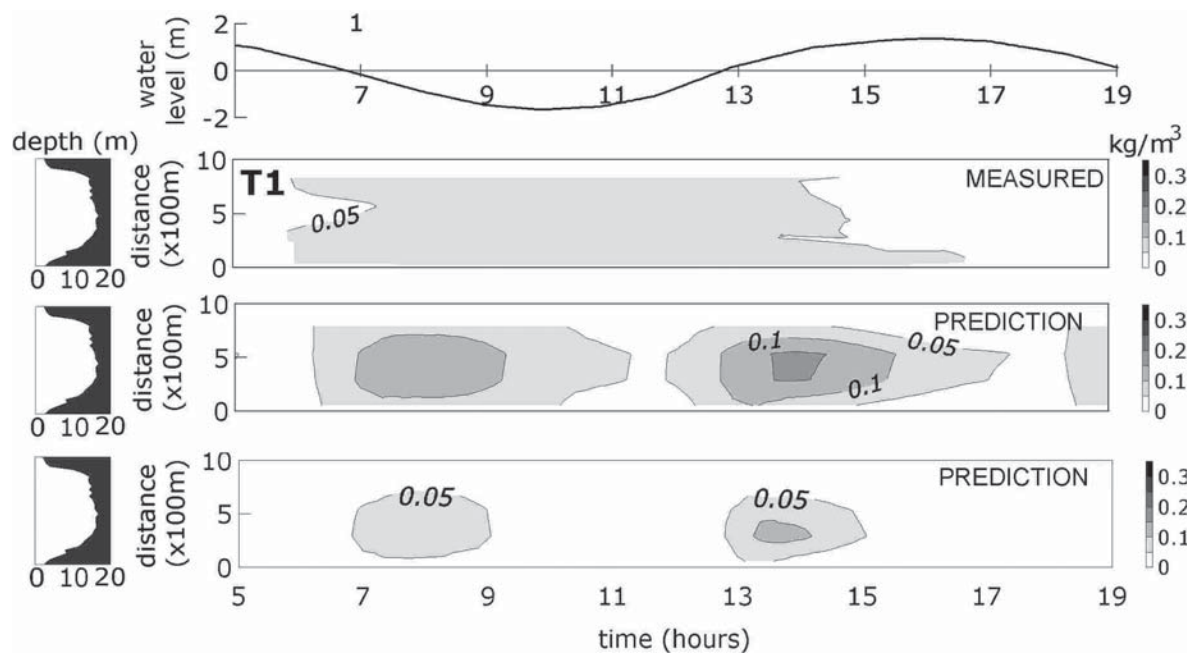 1
water level (m)
2
0
-2
7 9 11 13 15 17 19
depth (m)
kg/m³
distance (x100m)
10
5
0
T1
MEASURED
0.05
0.3
0.2
0.1
0
0 10 20
distance (x100m)
10
5
0
PREDICTION
0.1
0.05
0.1
0.3
0.2
0.1
0
0 10 20
distance (x100m)
10
5
0
PREDICTION
0.05
0.05
0.3
0.2
0.1
0
0 10 20
5 7 9 11 13 15 17 19
time (hours)